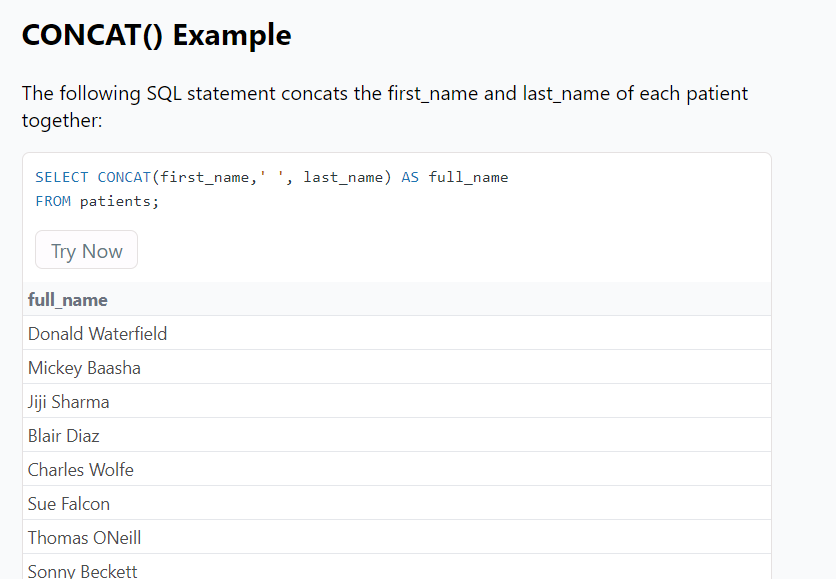 CONCAT() Example
The following SQL statement concats the first_name and last_name of each patient
together:
SELECT CONCAT(first_name,' ', last_name) AS full_name
FROM patients;
Try Now
full_name
Donald Waterfield
Mickey Baasha
Jiji Sharma
Blair Diaz
Charles Wolfe
Sue Falcon
Thomas ONeill
Sonny Beckett